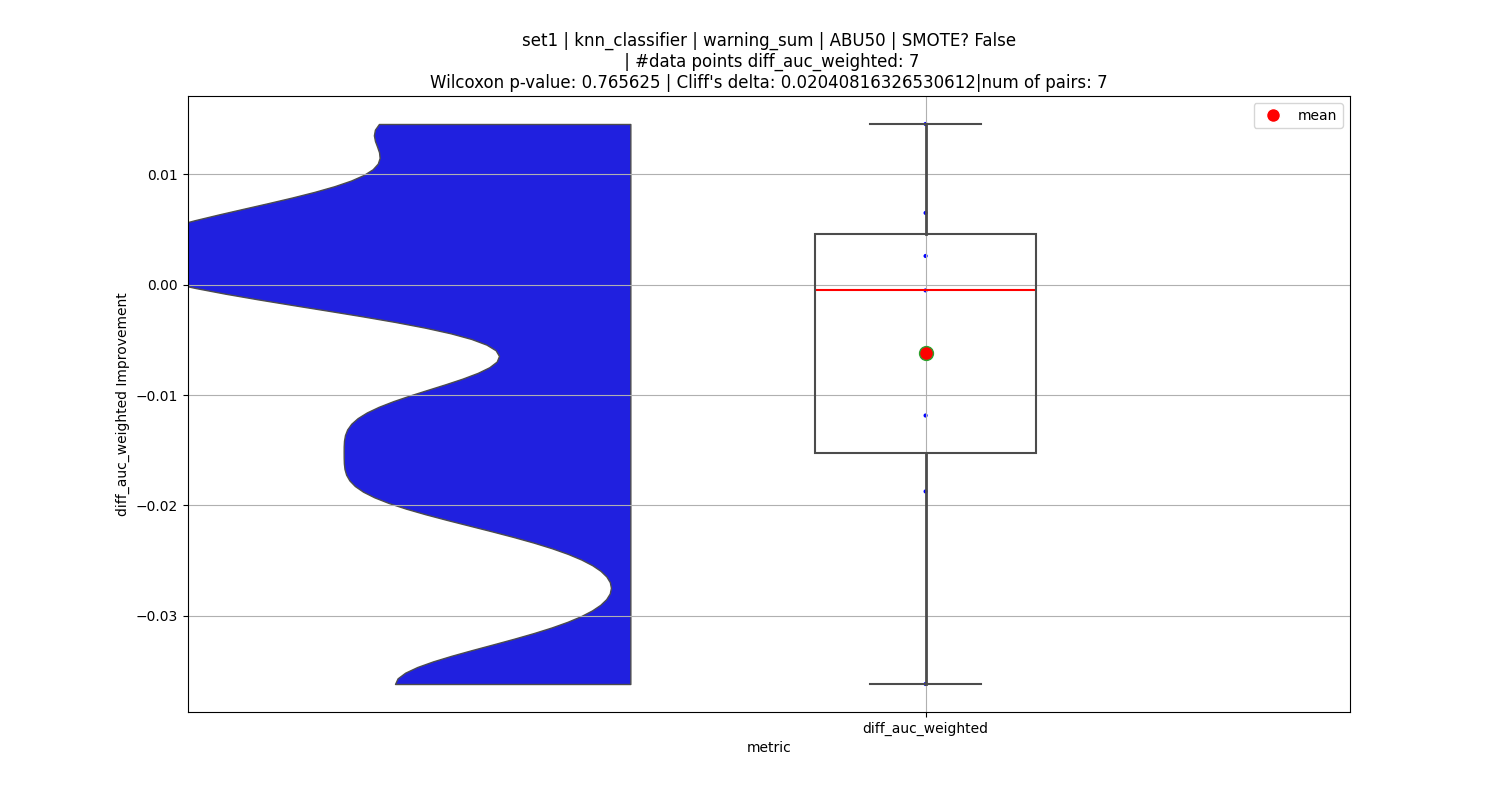 set1 | knn_classifier | warning_sum | ABU50 | SMOTE? False
| #data points diff_auc_weighted: 7
Wilcoxon p-value: 0.765625 | Cliff's delta: 0.02040816326530612|num of pairs: 7
mean
diff_auc_weighted Improvement
0.01
0.00
−0.01
−0.02
−0.03
diff_auc_weighted
metric